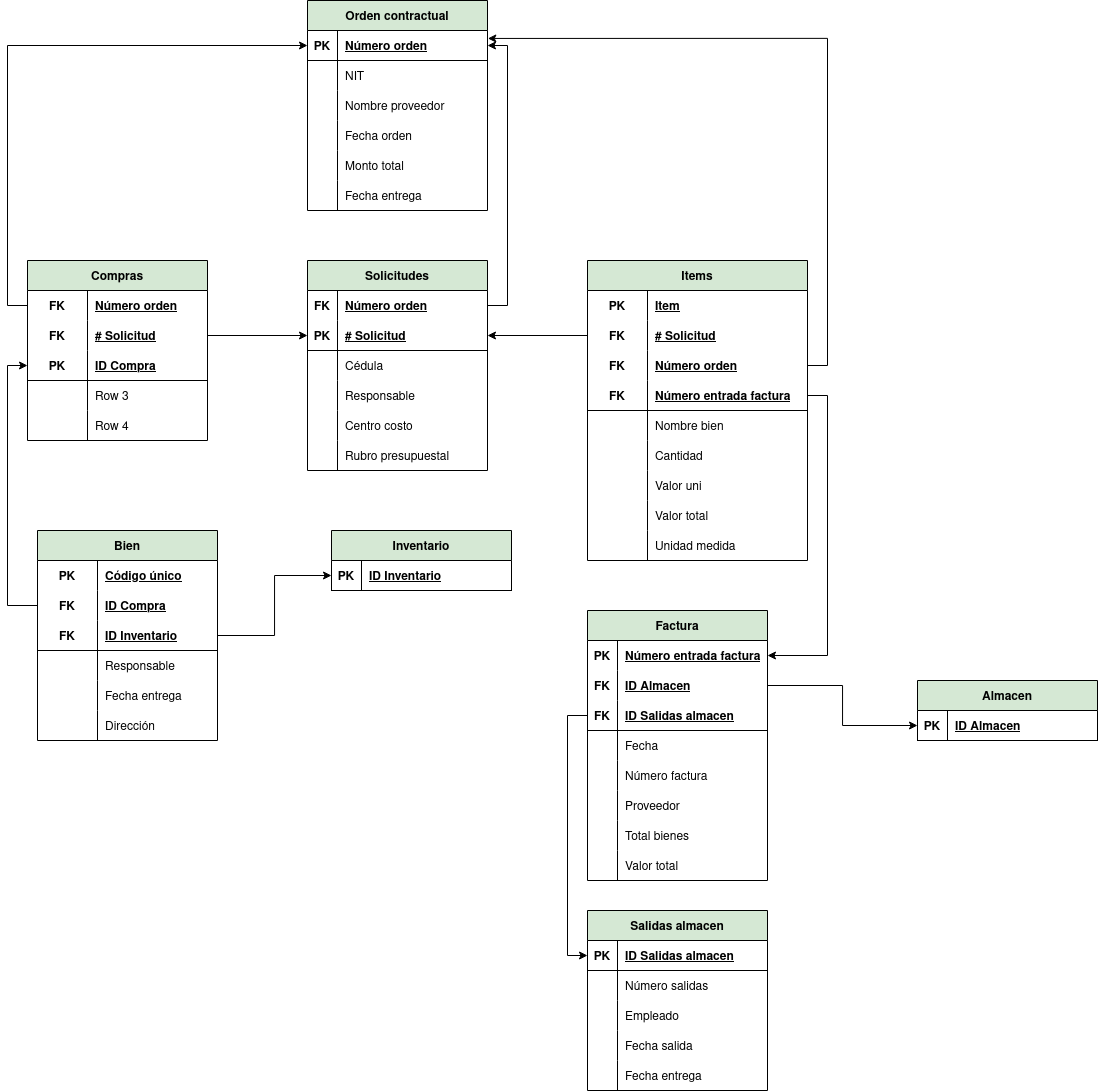 Orden contractual
PK Número orden
NIT
Nombre proveedor
Fecha orden
Monto total
Fecha entrega
Compras
FK Número orden
FK # Solicitud
PK ID Compra
Row 3
Row 4
Solicitudes
FK Número orden
PK # Solicitud
Cédula
Responsable
Centro costo
Rubro presupuestal
Items
PK Item
FK # Solicitud
FK Número orden
FK Número entrada factura
Nombre bien
Cantidad
Valor uni
Valor total
Unidad medida
Bien
PK Código único
FK ID Compra
FK ID Inventario
Responsable
Fecha entrega
Dirección
Inventario
PK ID Inventario
Factura
PK Número entrada factura
FK ID Almacen
FK ID Salidas almacen
Fecha
Número factura
Proveedor
Total bienes
Valor total
Almacen
PK ID Almacen
Salidas almacen
PK ID Salidas almacen
Número salidas
Empleado
Fecha salida
Fecha entrega